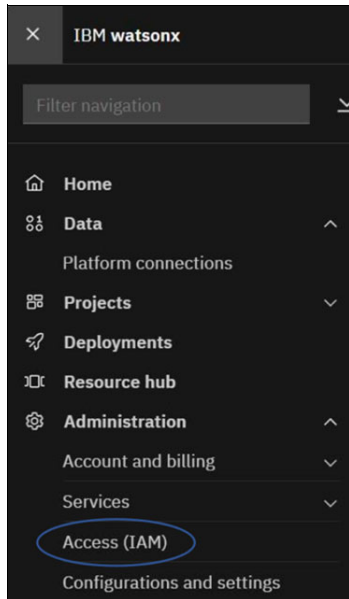 IBM watsonx
Filter navigation
Home
Data
Platform connections
Projects
Deployments
Resource hub
Administration
Account and billing
Services
Access (IAM)
Configurations and settings